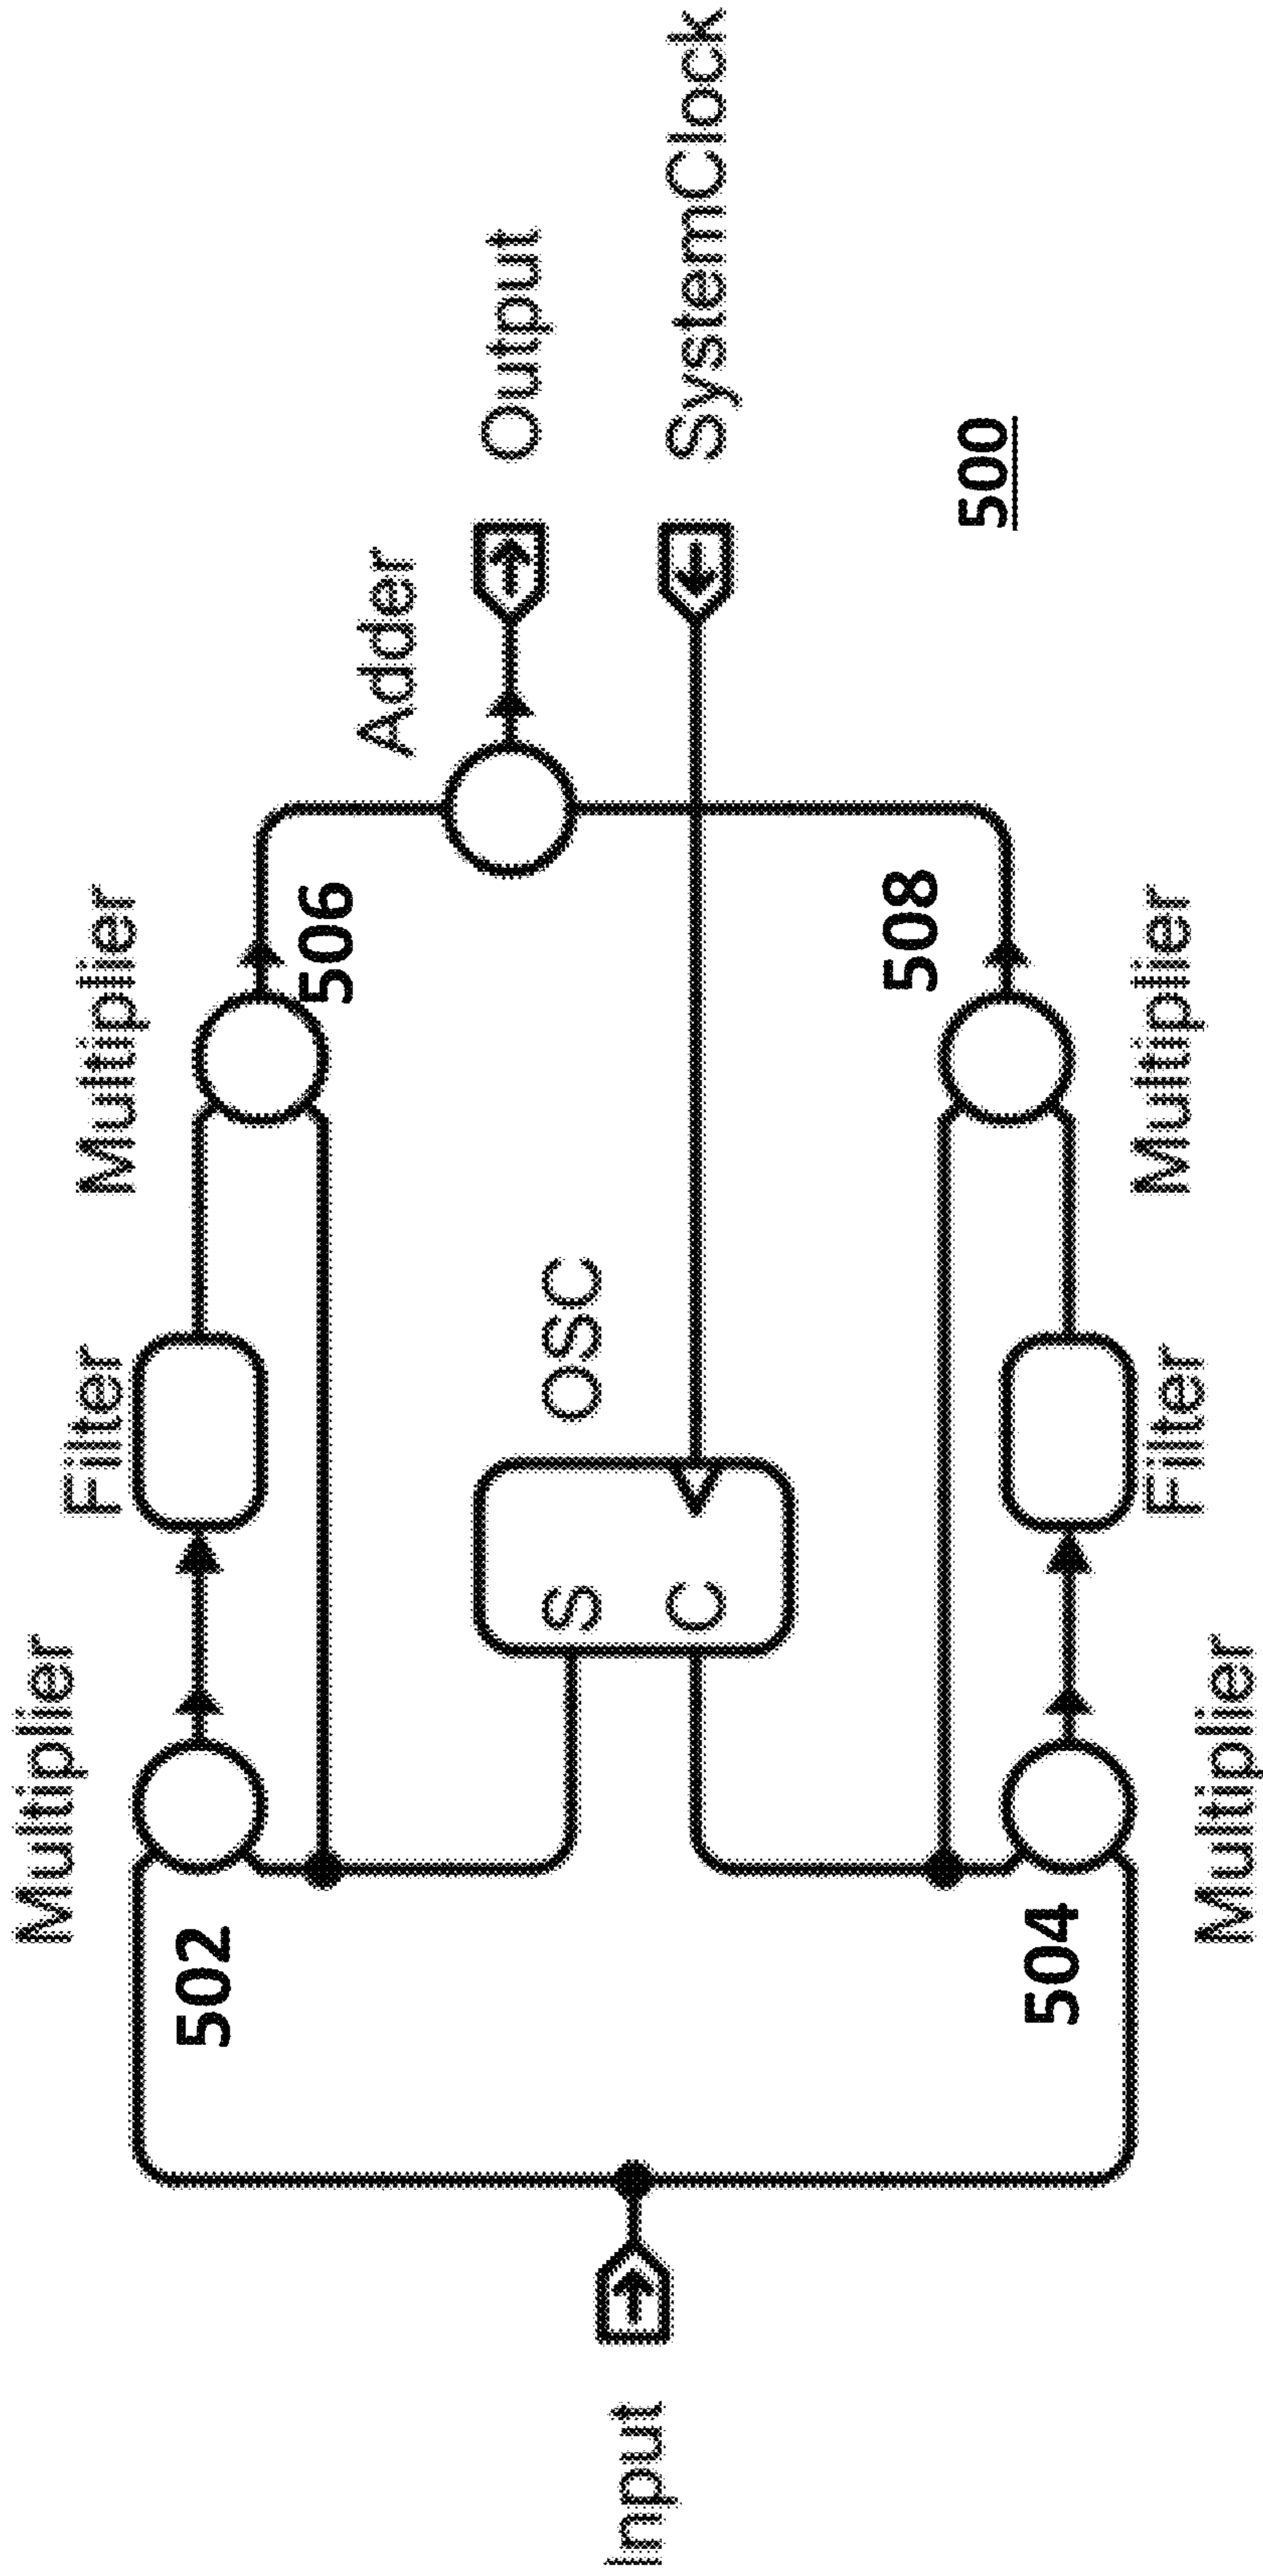 Multiplier
Filter
Multiplier
Adder
502
506
Output
Input
S
OSC
C
SystemClock
504
508
500
Multiplier
Filter
Multiplier